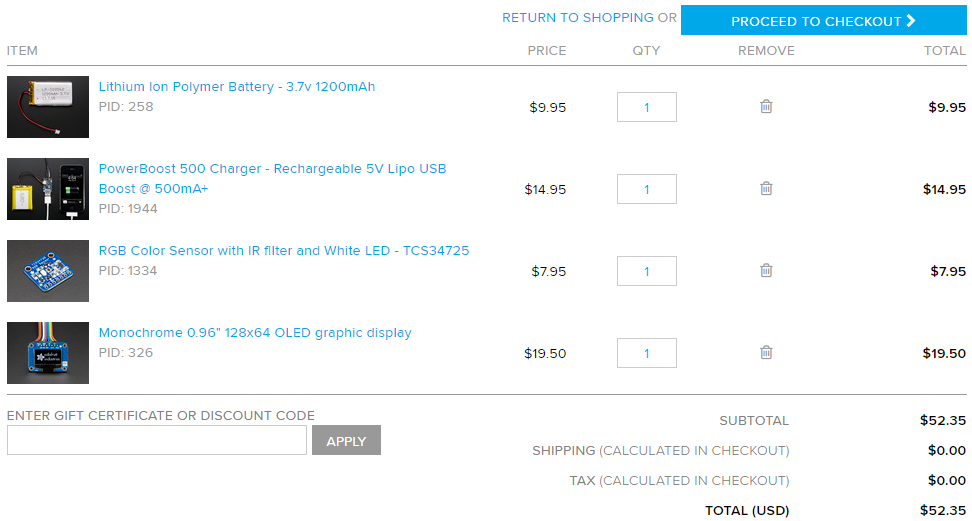 RETURN TO SHOPPING OR PROCEED TO CHECKOUT
ITEM PRICE QTY REMOVE TOTAL
Lithium Ion Polymer Battery - 3.7v 1200mAh
PID: 258
$9.95 1 $9.95
PowerBoost 500 Charger - Rechargeable 5V Lipo USB
Boost @ 500mA+
PID: 1944
$14.95 1 $14.95
RGB Color Sensor with IR filter and White LED - TCS34725
PID: 1334
$7.95 1 $7.95
Monochrome 0.96" 128x64 OLED graphic display
PID: 326
$19.50 1 $19.50
ENTER GIFT CERTIFICATE OR DISCOUNT CODE
APPLY
SUBTOTAL $52.35
SHIPPING (CALCULATED IN CHECKOUT) $0.00
TAX (CALCULATED IN CHECKOUT) $0.00
TOTAL (USD) $52.35